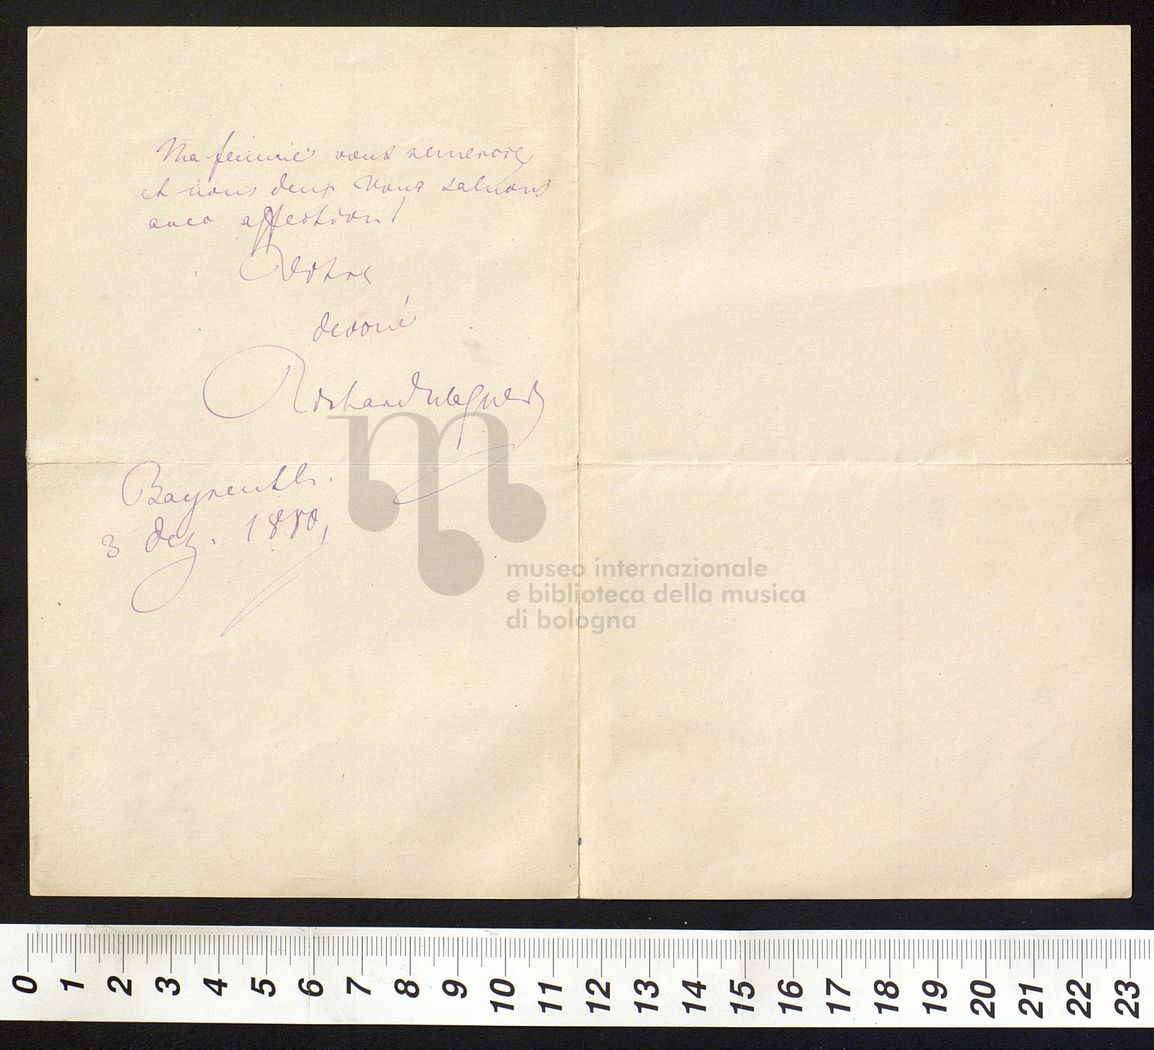 Ma femme vous remercie
et nous deux vous saluons
avec affection!
Votre
devoué
Richard Wagner
Bayreuth.
3 dez. 1880,
museo internazionale
e biblioteca della musica
di bologna
0 1 2 3 4 5 6 7 8 9 10 11 12 13 14 15 16 17 18 19 20 21 22 23